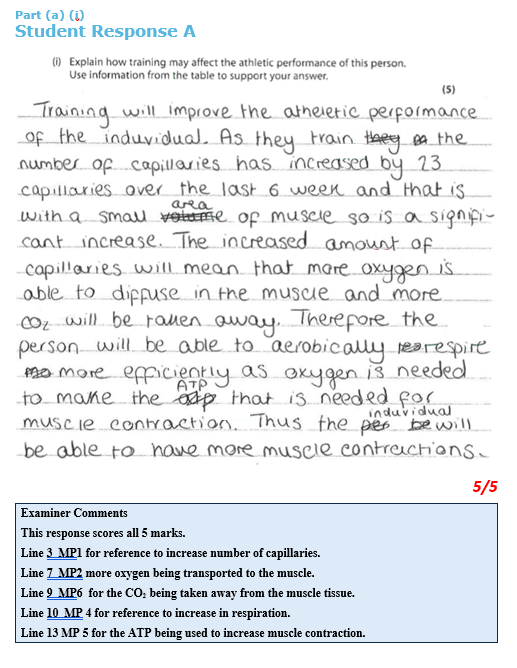 Part (a) (i)
Student Response A
(i) Explain how training may affect the athletic performance of this person.
Use information from the table to support your answer.
(5)
Training will improve the atheletic performance
of the induvidual. As they train they the
number of capillaries has increased by 23
capillaries over the last 6 week and that is
area
with a small volume of muscle so is a signifi-
cant increase. The increased amount of
capillaries will mean that more oxygen is
able to diffuse in the muscle and more
CO2 will be taken away. Therefore the
person will be able to aerobically respire
more efficiently as oxygen is needed
ATP
to make the atp that is needed for
induvidual
muscle contraction. Thus the per be will
be able to have more muscle contractions.
5/5
Examiner Comments
This response scores all 5 marks.
Line 3 MP1 for reference to increase number of capillaries.
Line 7 MP2 more oxygen being transported to the muscle.
Line 9 MP6 for the CO2 being taken away from the muscle tissue.
Line 10 MP 4 for reference to increase in respiration.
Line 13 MP 5 for the ATP being used to increase muscle contraction.